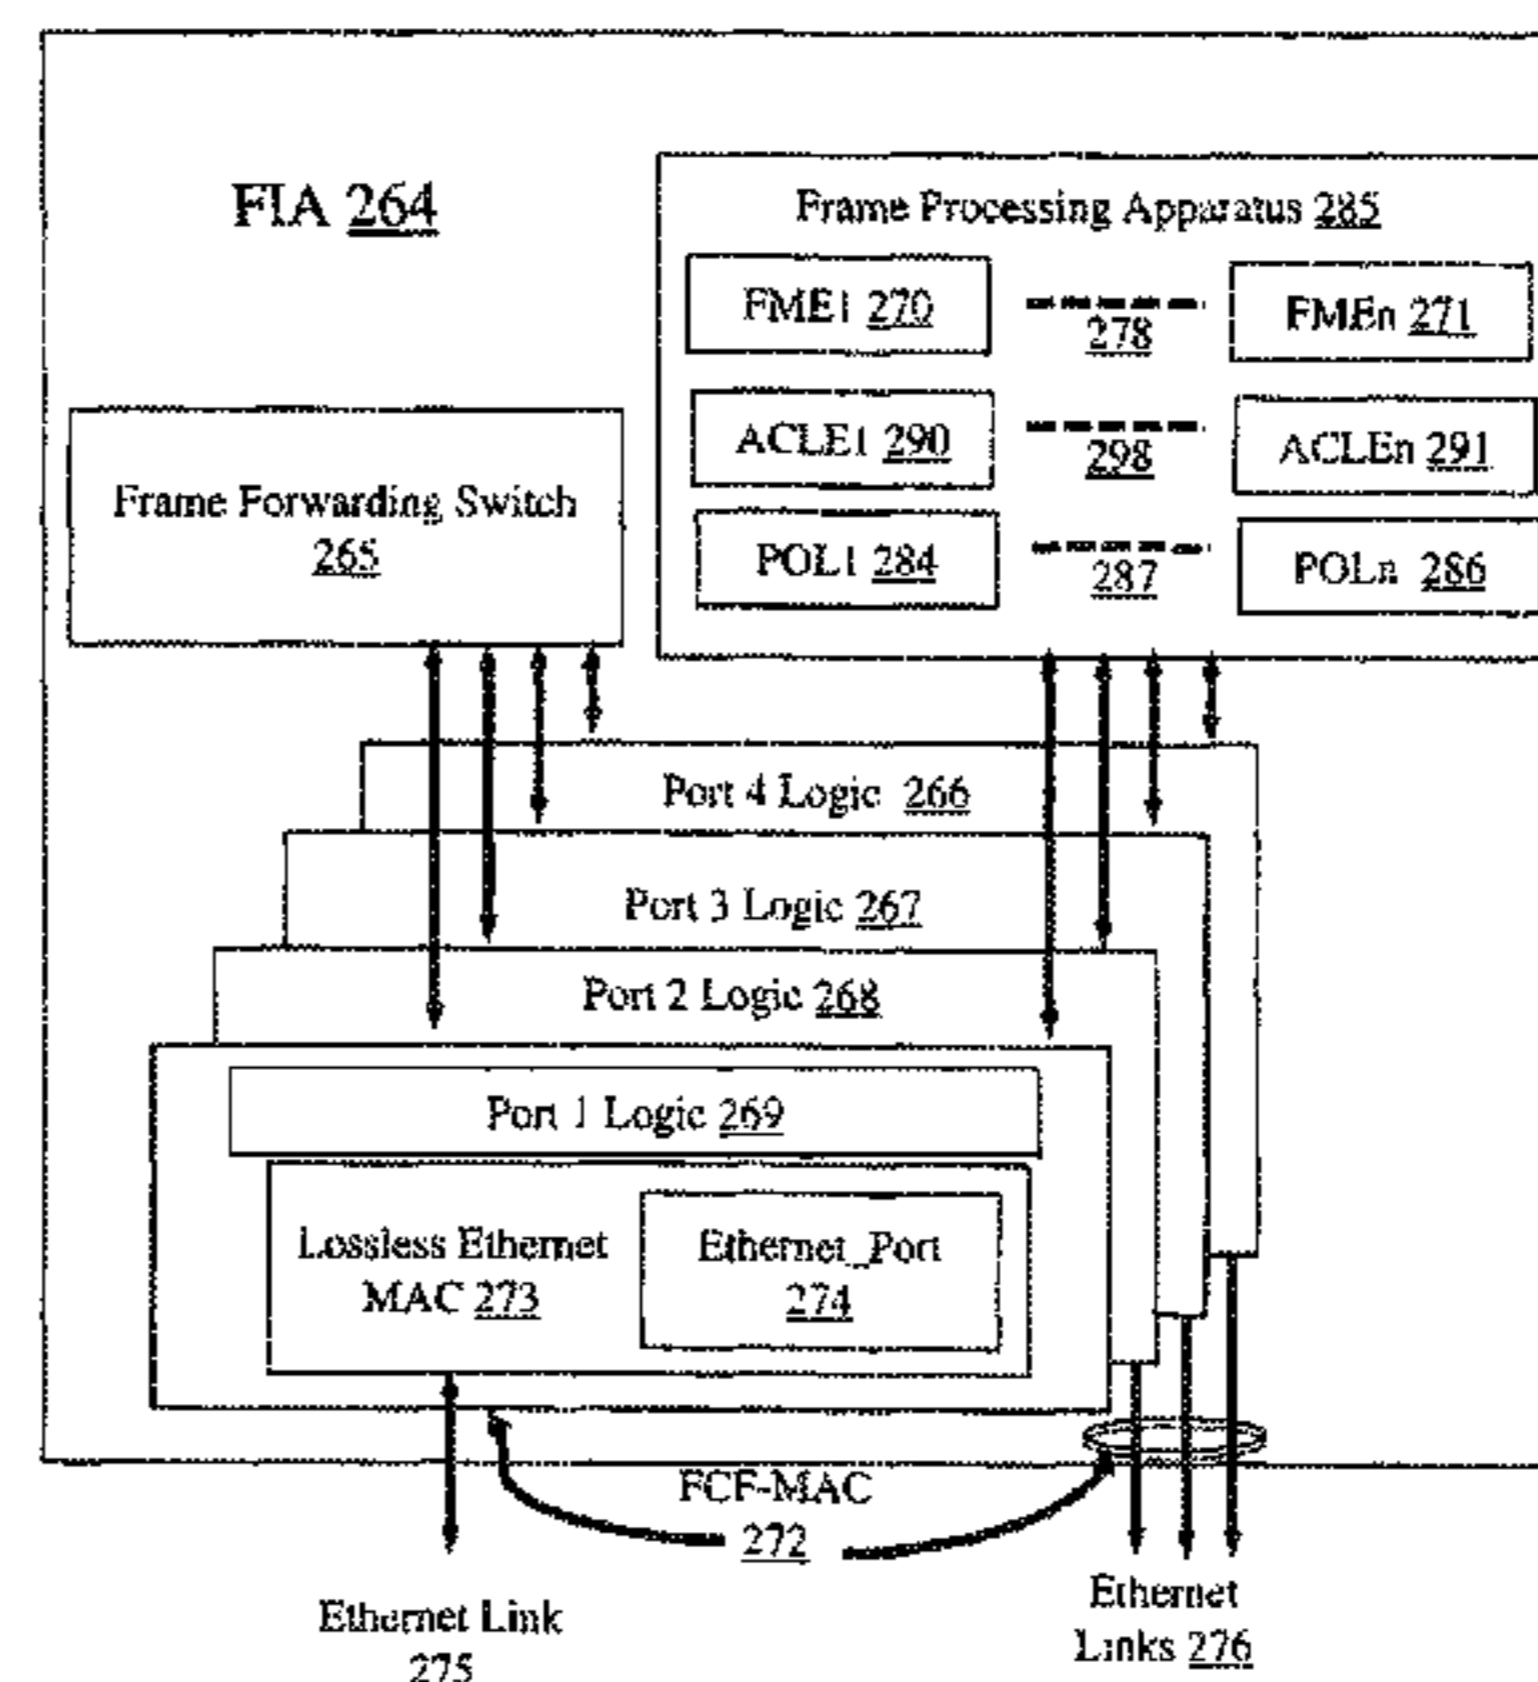 FIA 264
Frame Processing Apparatus 285
FME1 270
278
FMEn 271
ACLE1 290
298
ACLEn 291
POL1 284
287
POLn 286
Frame Forwarding Switch
265
Port 4 Logic 266
Port 3 Logic 267
Port 2 Logic 268
Port 1 Logic 269
Lossless Ethernet
MAC 273
Ethernet_Port
274
FCF-MAC
272
Ethernet Link
275
Ethernet
Links 276